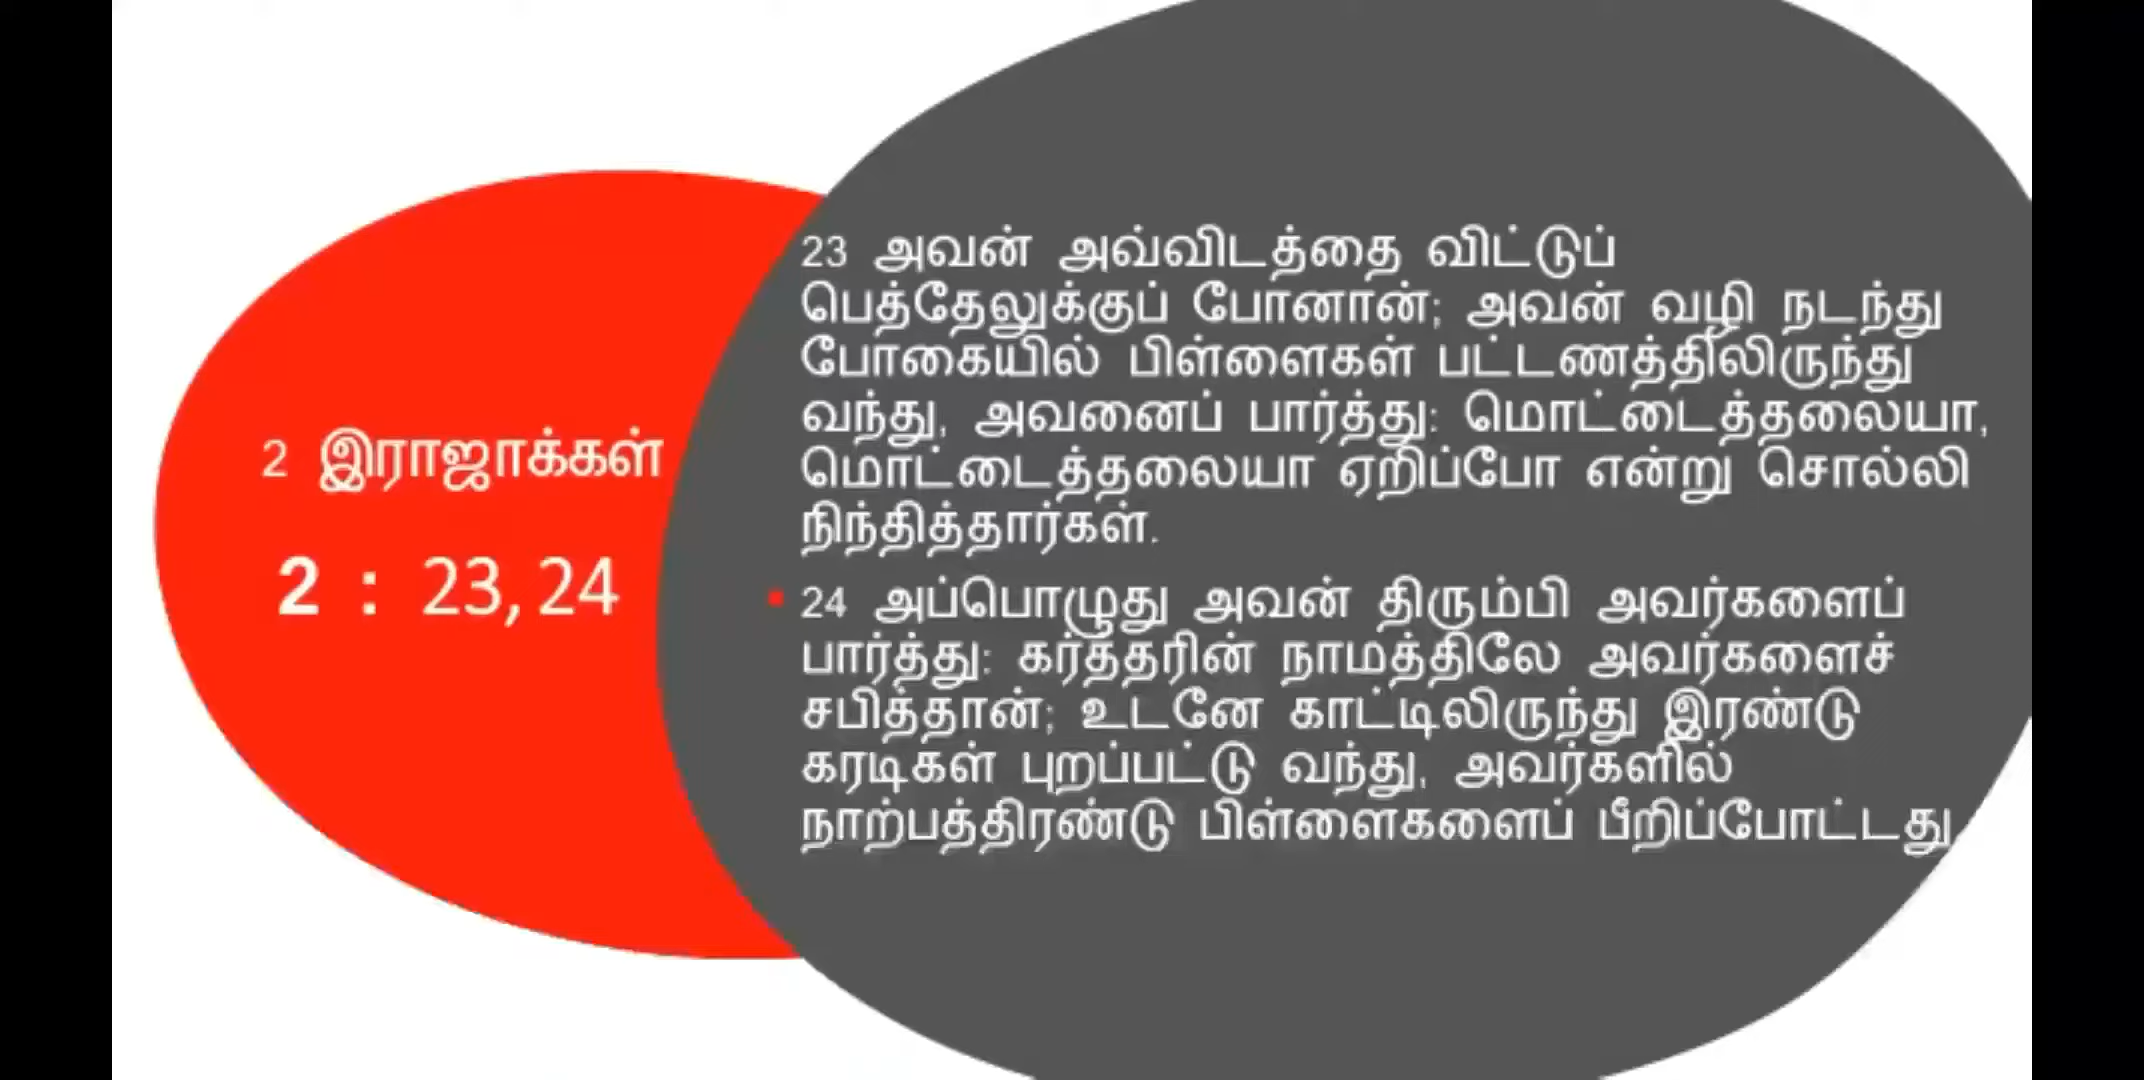 2 இராஜாக்கள்
2 : 23, 24
23 அவன் அவ்விடத்தை விட்டுப்
பெத்தேலுக்குப் போனான்; அவன் வழி நடந்து
போகையில் பிள்ளைகள் பட்டணத்திலிருந்து
வந்து, அவனைப் பார்த்து: மொட்டைத்தலையா,
மொட்டைத்தலையா ஏறிப்போ என்று சொல்லி
நிந்தித்தார்கள்.
24 அப்பொழுது அவன் திரும்பி அவர்களைப்
பார்த்து: கர்த்தரின் நாமத்திலே அவர்களைச்
சபித்தான்; உடனே காட்டிலிருந்து இரண்டு
கரடிகள் புறப்பட்டு வந்து, அவர்களில்
நாற்பத்திரண்டு பிள்ளைகளைப் பீறிப்போட்டது